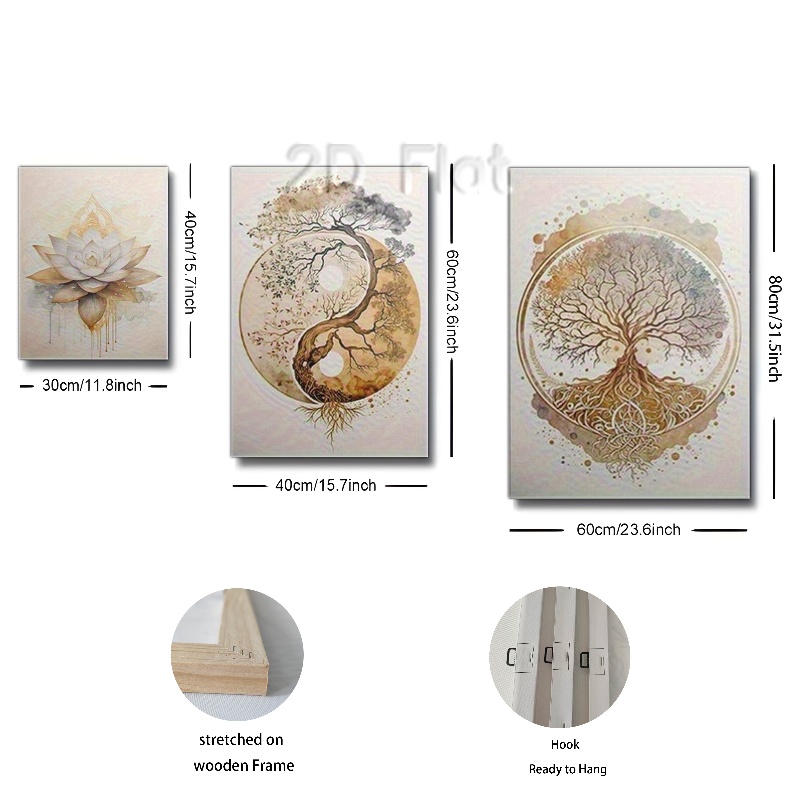 2D Flat
40cm/15.7inch
60cm/23.6inch
80cm/31.5inch
30cm/11.8inch
40cm/15.7inch
60cm/23.6inch
stretched on
wooden Frame
Hook
Ready to Hang